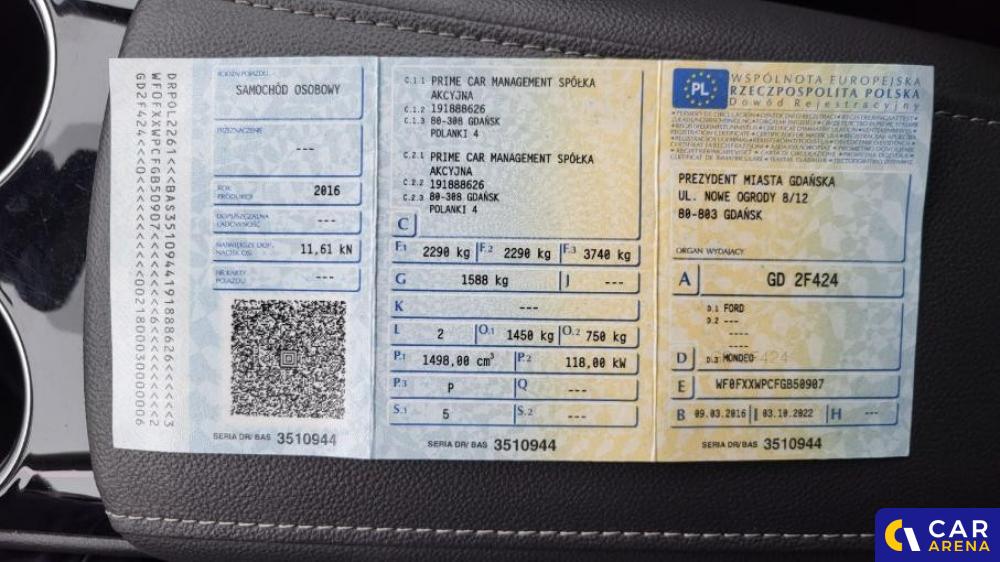 DRPOL2261<<BAS35109441918886 26<<<<<3
WF0FXXWPCFGB50907<<<<<<<<<<<<<6<<<<<2
GD2F424<<<<0<<<<<<<<<00218000300000006
RODZAJ POJAZDU
SAMOCHÓD OSOBOWY
PRZEZNACZENIE
---
ROK PRODUKCJI
2016
DOPUSZCZALNA ŁADOWNOŚĆ
---
NAJWIĘKSZY DOP. NACISK OSI
11,61 kN
NR KARTY POJAZDU
---
SERIA DR/ BAS 3510944
C.1.1 PRIME CAR MANAGEMENT SPÓŁKA
AKCYJNA
C.1.2 191888626
C.1.3 80-308 GDAŃSK
POLANKI 4
C.2.1 PRIME CAR MANAGEMENT SPÓŁKA
AKCYJNA
C.2.2 191888626
C.2.3 80-308 GDAŃSK
POLANKI 4
C
F.1 2290 kg F.2 2290 kg F.3 3740 kg
G 1588 kg J ---
K ---
L 2 O.1 1450 kg O.2 750 kg
P.1 1498,00 cm³ P.2 118,00 kW
P.3 P Q ---
S.1 5 S.2 ---
SERIA DR/ BAS 3510944
PL
WSPÓLNOTA EUROPEJSKA
RZECZPOSPOLITA POLSKA
Dowód Rejestracyjny
PREZYDENT MIASTA GDAŃSKA
UL. NOWE OGRODY 8/12
80-803 GDAŃSK
ORGAN WYDAJĄCY
A GD 2F424
D.1 FORD
D.2 ---
----
----
D D.3 MONDEO
E WF0FXXWPCFGB50907
B 09.03.2016 I 03.10.2022 H ---
SERIA DR/ BAS 3510944
CAR
ARENA